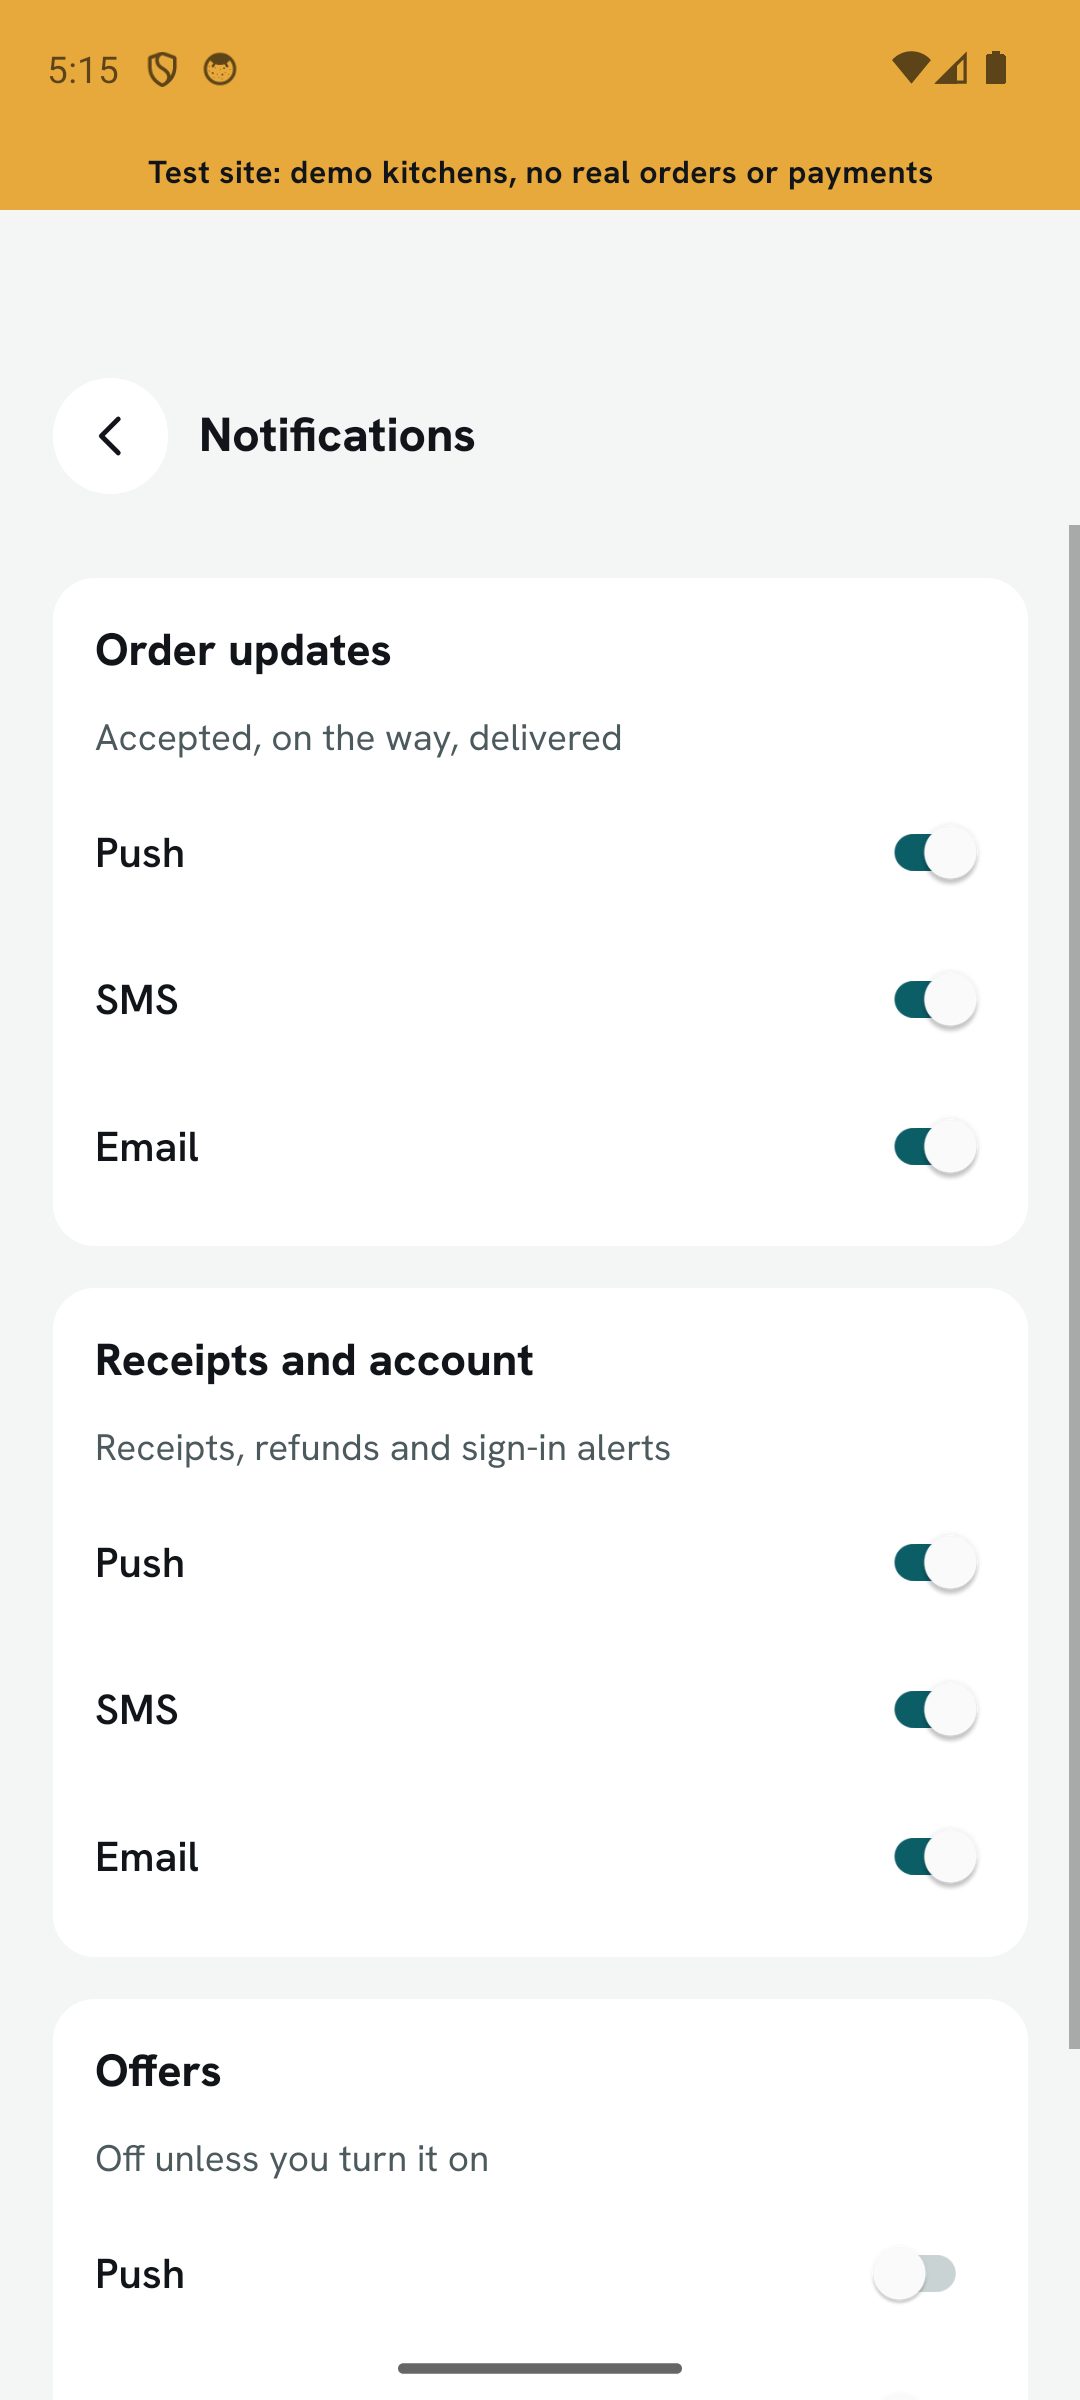 5:15
Test site: demo kitchens, no real orders or payments
Notifications
Order updates
Accepted, on the way, delivered
Push
SMS
Email
Receipts and account
Receipts, refunds and sign-in alerts
Push
SMS
Email
Offers
Off unless you turn it on
Push